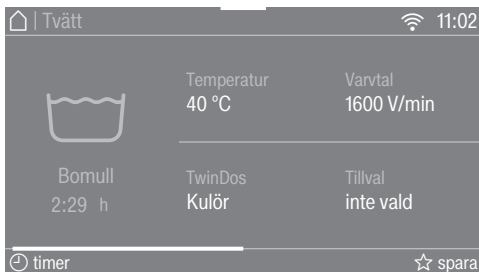 | Tvätt
11:02
Temperatur
40 °C
Varvtal
1600 V/min
Bomull
2:29 h
TwinDos
Kulör
Tillval
inte vald
timer
spara